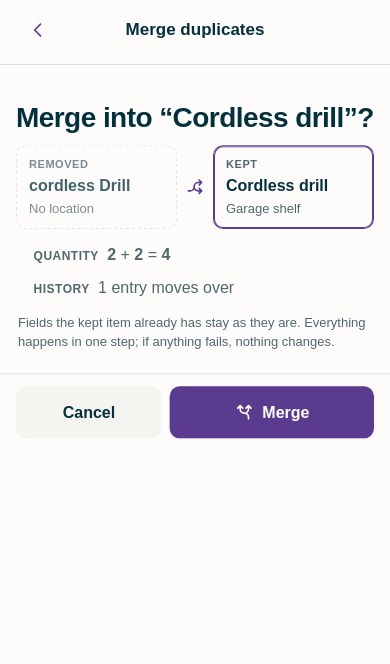 Merge duplicates
Merge into “Cordless drill”?
REMOVED
cordless Drill
No location
KEPT
Cordless drill
Garage shelf
QUANTITY 2 + 2 = 4
HISTORY 1 entry moves over
Fields the kept item already has stay as they are. Everything
happens in one step; if anything fails, nothing changes.
Cancel
Merge